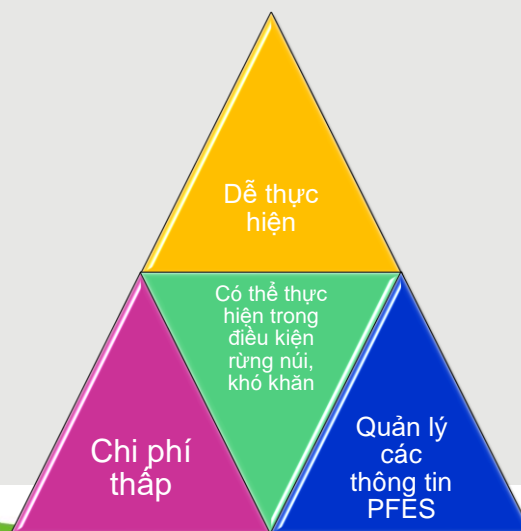 Dễ thực
hiện
Có thể thực
hiện trong
điều kiện
rừng núi,
khó khăn
Chi phí
thấp
Quản lý
các
thông tin
PFES